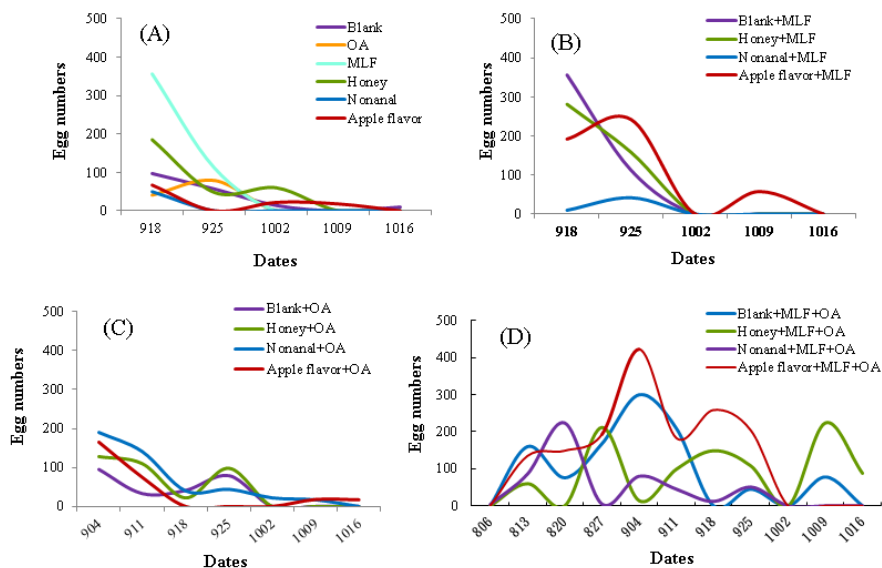 (A)
Egg numbers
500
400
300
200
100
0
918 925 1002 1009 1016
Dates
Blank
OA
MLF
Honey
Nonanal
Apple flavor
(B)
Egg numbers
500
400
300
200
100
0
918 925 1002 1009 1016
Dates
Blank+MLF
Honey+MLF
Nonanal+MLF
Apple flavor+MLF
(C)
Egg numbers
500
400
300
200
100
0
904 911 918 925 1002 1009 1016
Dates
Blank+OA
Honey+OA
Nonanal+OA
Apple flavor+OA
(D)
Egg numbers
500
400
300
200
100
0
806 813 820 827 904 911 918 925 1002 1009 1016
Dates
Blank+MLF+OA
Honey+MLF+OA
Nonanal+MLF+OA
Apple flavor+MLF+OA